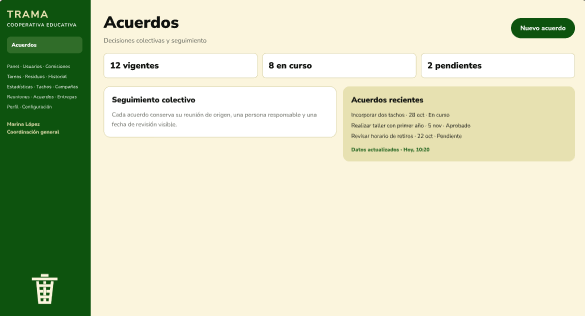 TRAMA
COOPERATIVA EDUCATIVA
Acuerdos
Panel · Usuarios · Comisiones
Tareas · Residuos · Historial
Estadísticas · Tachos · Campañas
Reuniones · Acuerdos · Entregas
Perfil · Configuración
Marina López
Coordinación general
Acuerdos
Decisiones colectivas y seguimiento
Nuevo acuerdo
12 vigentes
8 en curso
2 pendientes
Seguimiento colectivo
Cada acuerdo conserva su reunión de origen, una persona responsable y una
fecha de revisión visible.
Acuerdos recientes
Incorporar dos tachos · 28 oct · En curso
Realizar taller con primer año · 5 nov · Aprobado
Revisar horario de retiros · 22 oct · Pendiente
Datos actualizados · Hoy, 10:20